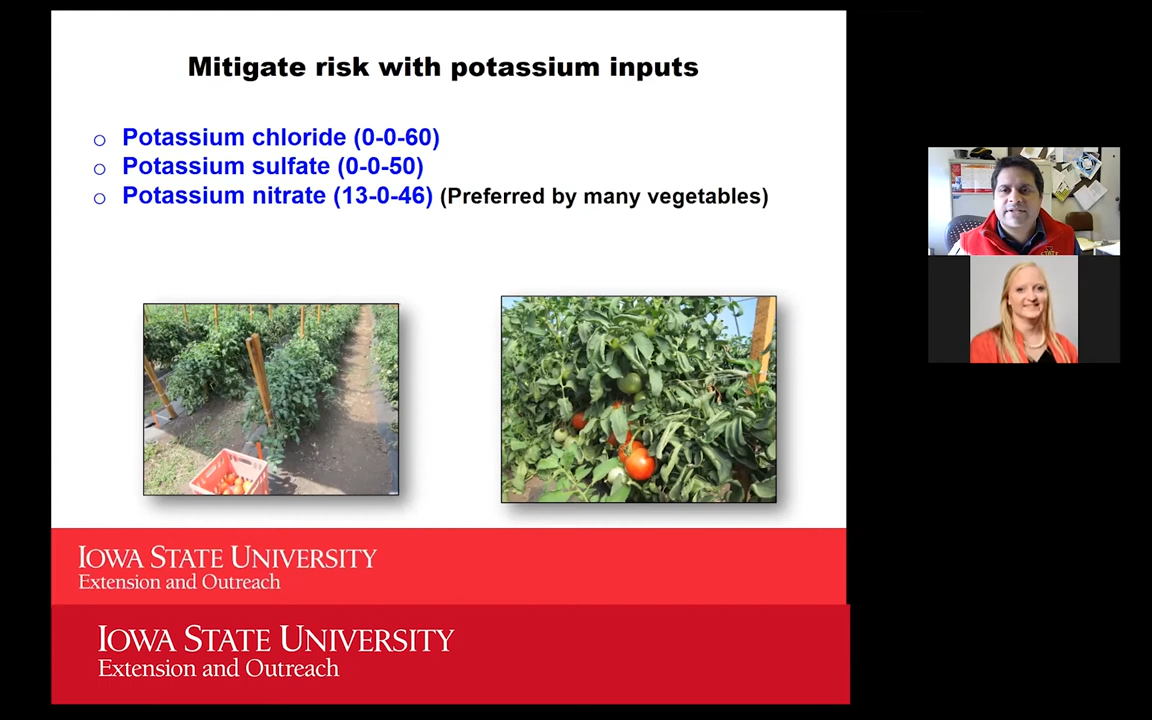 Mitigate risk with potassium inputs
Potassium chloride (0-0-60)
Potassium sulfate (0-0-50)
Potassium nitrate (13-0-46) (Preferred by many vegetables)
STATE
IOWA STATE UNIVERSITY
Extension and Outreach
IOWA STATE UNIVERSITY
Extension and Outreach